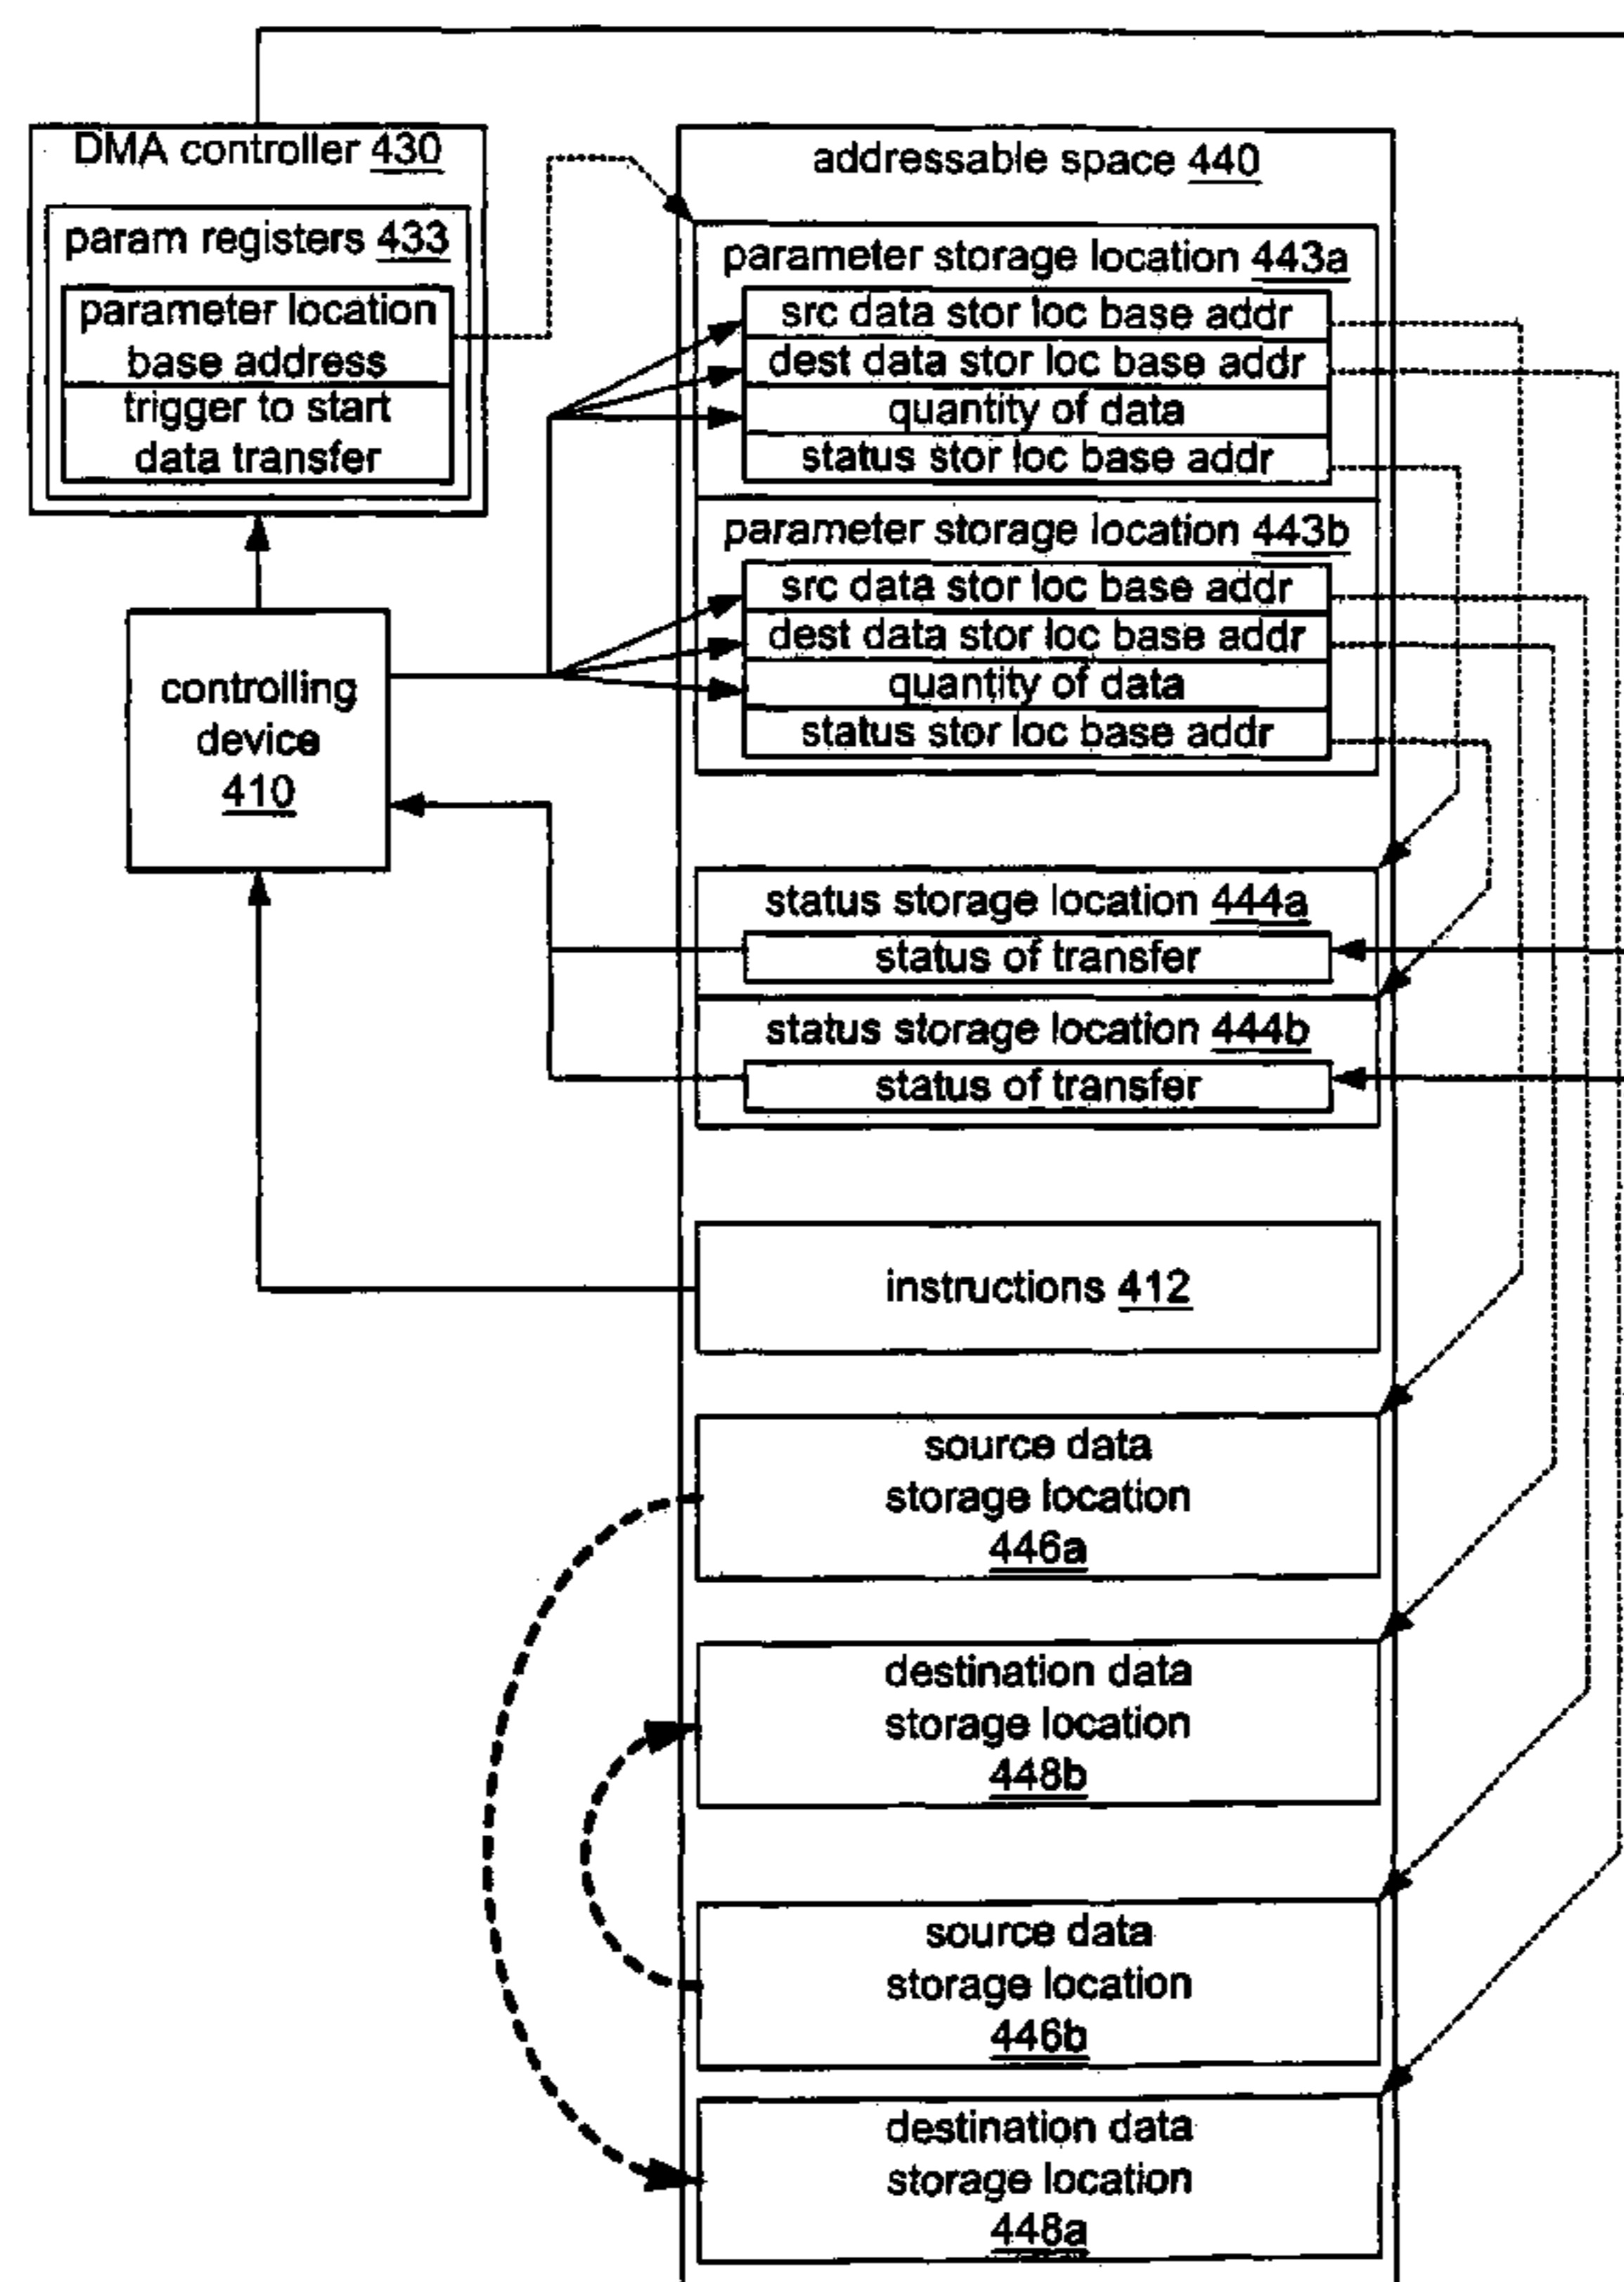 DMA controller 430
param registers 433
parameter location
base address
trigger to start
data transfer
controlling
device
410
addressable space 440
parameter storage location 443a
src data stor loc base addr
dest data stor loc base addr
quantity of data
status stor loc base addr
parameter storage location 443b
src data stor loc base addr
dest data stor loc base addr
quantity of data
status stor loc base addr
status storage location 444a
status of transfer
status storage location 444b
status of transfer
instructions 412
source data
storage location
446a
destination data
storage location
448b
source data
storage location
446b
destination data
storage location
448a